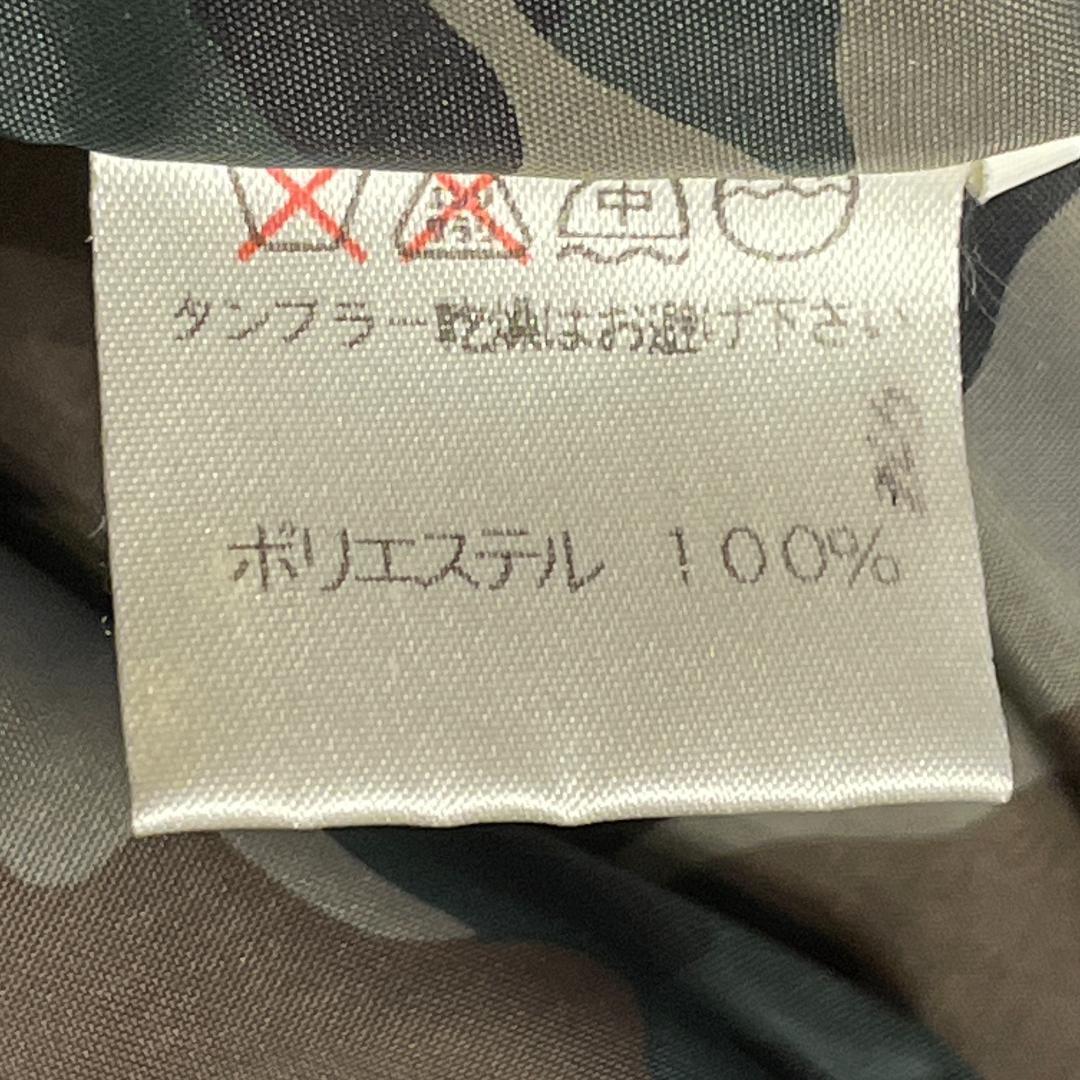 中
タンブラー乾燥はお避け下さい
ポリエステル 100%